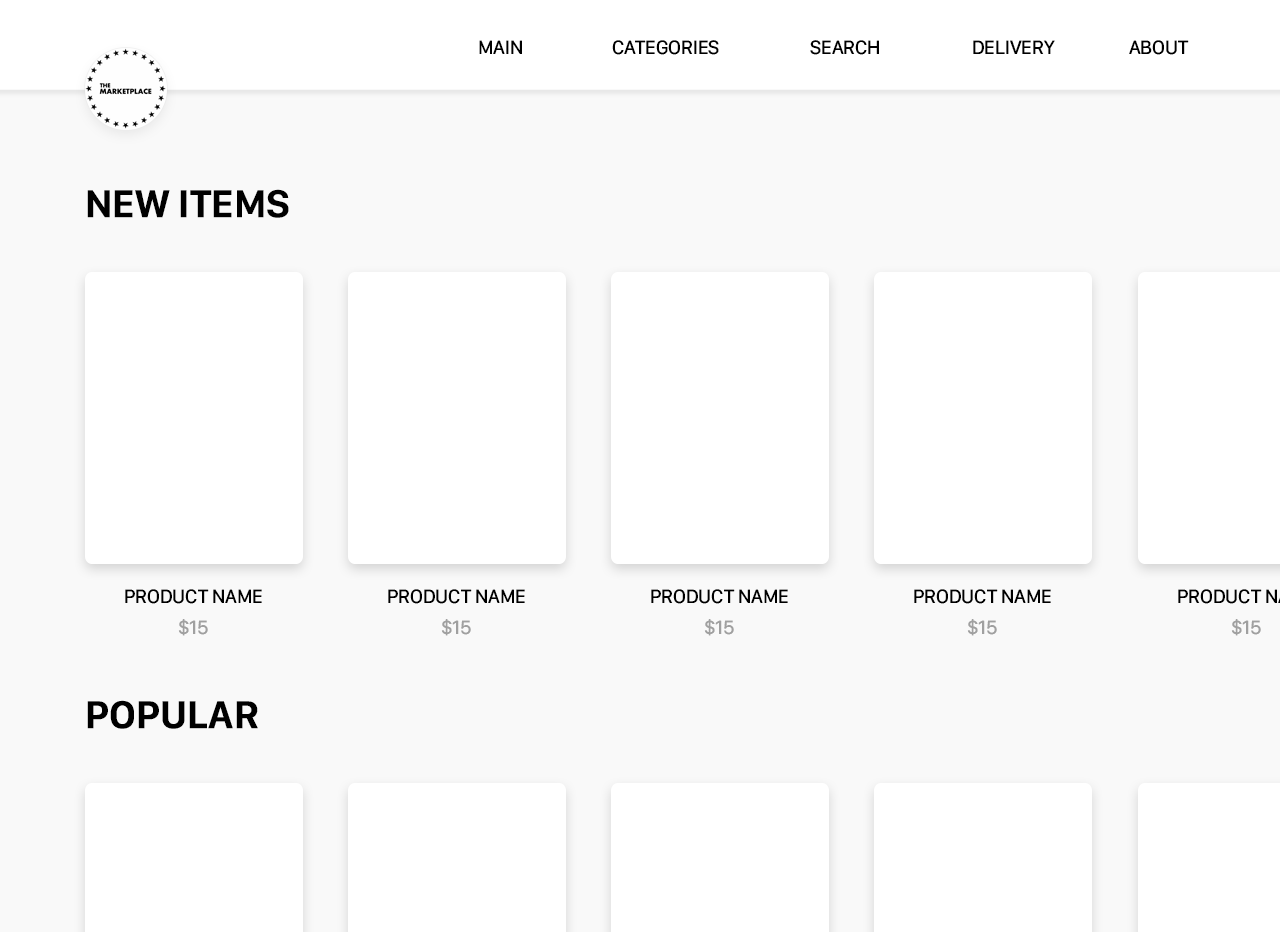 MAIN CATEGORIES SEARCH DELIVERY ABOUT
THE
MARKETPLACE
NEW ITEMS
PRODUCT NAME PRODUCT NAME PRODUCT NAME PRODUCT NAME PRODUCT NA
$15 $15 $15 $15 $15
POPULAR